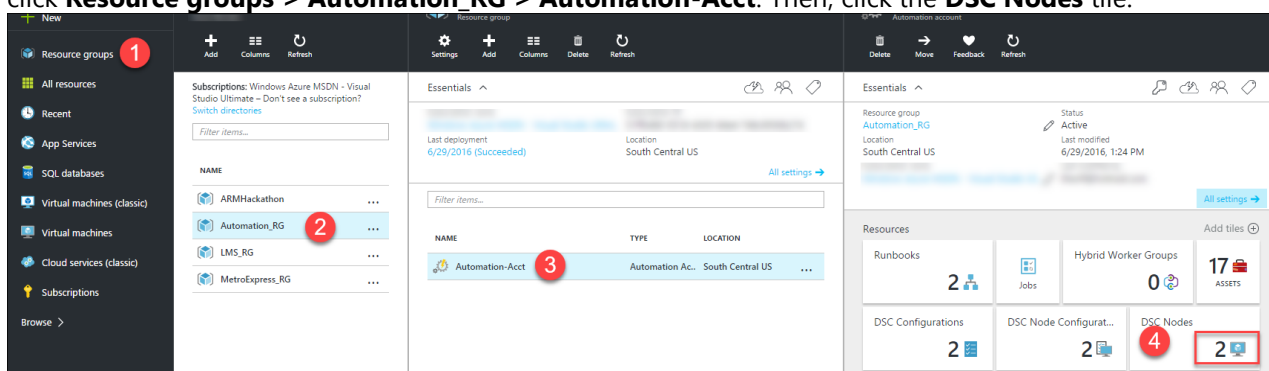 click Resource groups > Automation_RG > Automation-Acct. Then, click the DSC Nodes tile.
New
Resource groups
1
All resources
Recent
App Services
SQL databases
Virtual machines (classic)
Virtual machines
Cloud services (classic)
Subscriptions
Browse >
Add Columns Refresh
Subscriptions: Windows Azure MSDN - Visual
Studio Ultimate – Don't see a subscription?
Switch directories
Filter items...
NAME
ARMHackathon ...
Automation_RG 2 ...
LMS_RG ...
MetroExpress_RG ...
Resource group
Settings Add Columns Delete Refresh
Essentials
Last deployment Location
6/29/2016 (Succeeded) South Central US
All settings →
Filter items...
NAME TYPE LOCATION
Automation-Acct 3 Automation Ac.. South Central US ...
Automation account
Delete Move Feedback Refresh
Essentials
Resource group Status
Automation_RG Active
Location Last modified
South Central US 6/29/2016, 1:24 PM
All settings →
Resources Add tiles
Runbooks
2
Jobs
Hybrid Worker Groups
0
17
ASSETS
DSC Configurations
2
DSC Node Configurat...
2
DSC Nodes
4
2